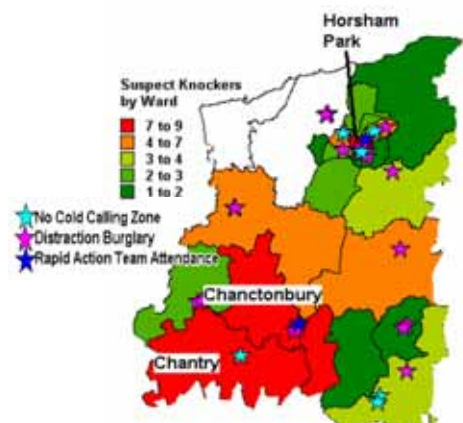 Horsham
Park
Suspect Knockers
by Ward
7 to 9
4 to 7
3 to 4
2 to 3
1 to 2
No Cold Calling Zone
Distraction Burglary
Rapid Action Team Attendance
Chanctonbury
Chantry